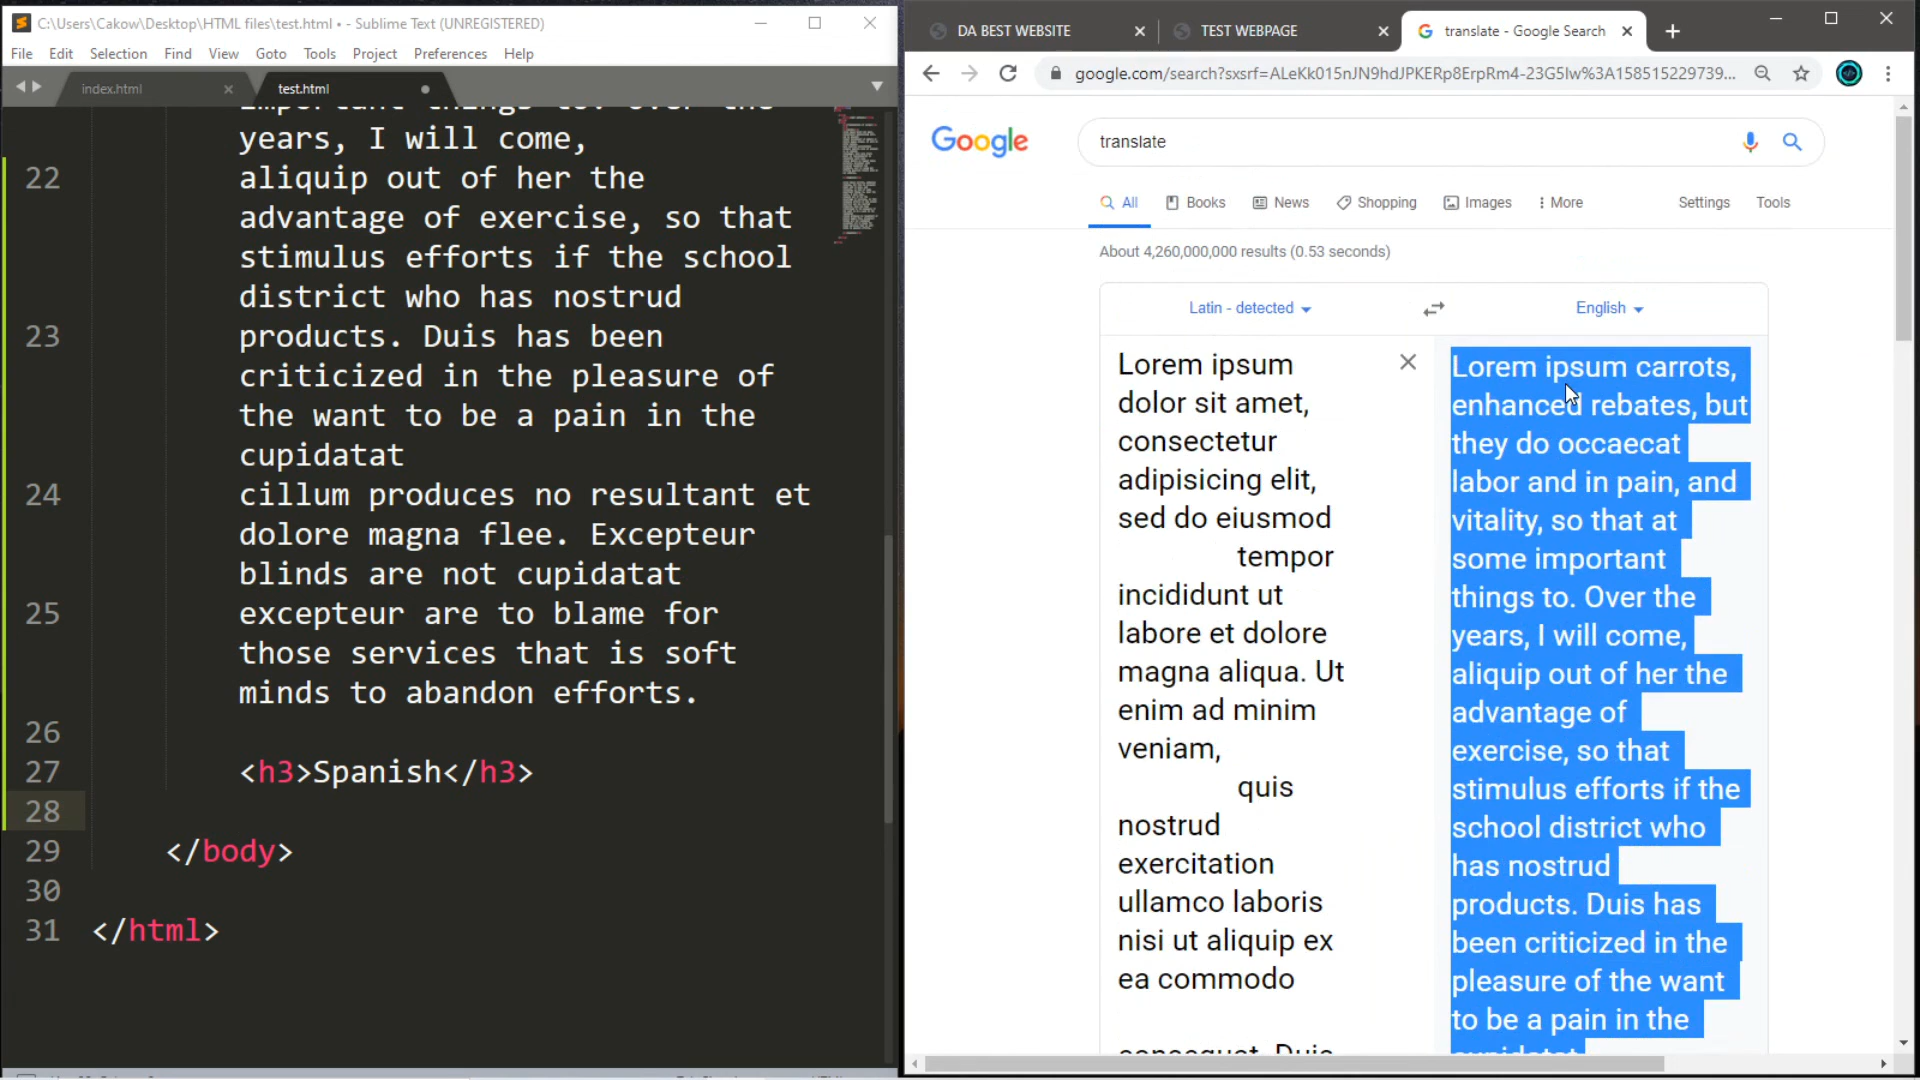 C:\Users\Cakow\Desktop\HTML files\test.html • - Sublime Text (UNREGISTERED)
File Edit Selection Find View Goto Tools Project Preferences Help
index.html
test.html
years, I will come,
22 aliquip out of her the
advantage of exercise, so that
stimulus efforts if the school
district who has nostrud
23 products. Duis has been
criticized in the pleasure of
the want to be a pain in the
cupidatat
24 cillum produces no resultant et
dolore magna flee. Excepteur
blinds are not cupidatat
25 excepteur are to blame for
those services that is soft
minds to abandon efforts.
26
27 <h3>Spanish</h3>
28
29 </body>
30
31 </html>
DA BEST WEBSITE
TEST WEBPAGE
translate - Google Search
google.com/search?sxsrf=ALeKk015nJN9hdJPKERp8ErpRm4-23G5lw%3A158515229739...
Google
translate
All Books News Shopping Images More Settings Tools
About 4,260,000,000 results (0.53 seconds)
Latin - detected
English
Lorem ipsum
dolor sit amet,
consectetur
adipisicing elit,
sed do eiusmod
tempor
incididunt ut
labore et dolore
magna aliqua. Ut
enim ad minim
veniam,
quis
nostrud
exercitation
ullamco laboris
nisi ut aliquip ex
ea commodo
Lorem ipsum carrots,
enhanced rebates, but
they do occaecat
labor and in pain, and
vitality, so that at
some important
things to. Over the
years, I will come,
aliquip out of her the
advantage of
exercise, so that
stimulus efforts if the
school district who
has nostrud
products. Duis has
been criticized in the
pleasure of the want
to be a pain in the